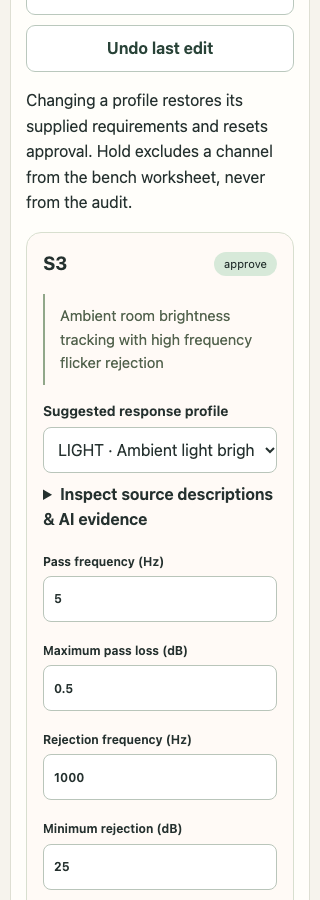 Undo last edit
Changing a profile restores its
supplied requirements and resets
approval. Hold excludes a channel
from the bench worksheet, never
from the audit.
S3
approve
Ambient room brightness
tracking with high frequency
flicker rejection
Suggested response profile
LIGHT · Ambient light brigh
Inspect source descriptions
& AI evidence
Pass frequency (Hz)
5
Maximum pass loss (dB)
0.5
Rejection frequency (Hz)
1000
Minimum rejection (dB)
25